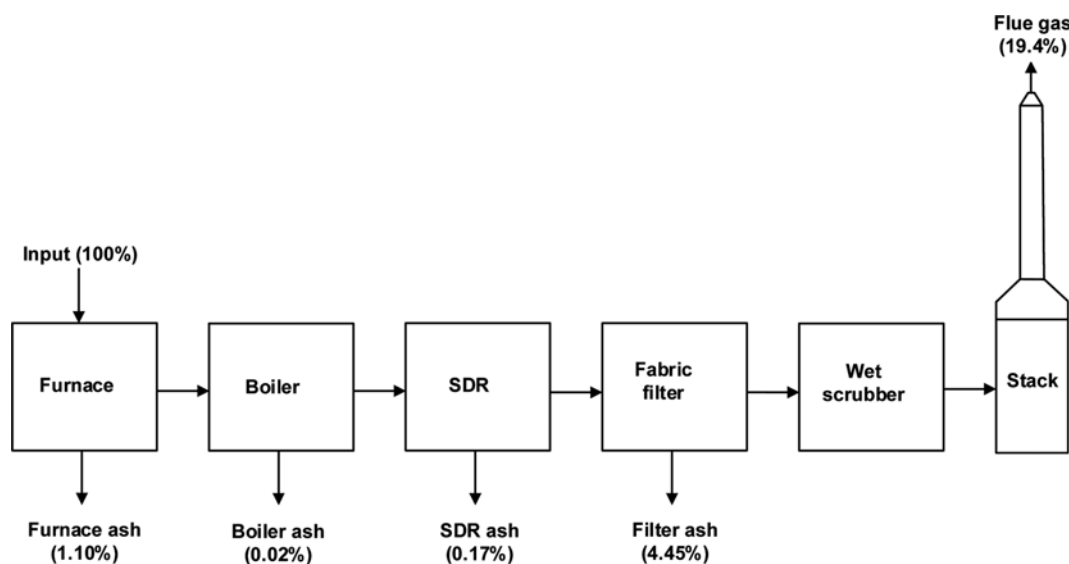 Flue gas
(19.4%)
Input (100%)
Furnace
Boiler
SDR
Fabric
filter
Wet
scrubber
Stack
Furnace ash
(1.10%)
Boiler ash
(0.02%)
SDR ash
(0.17%)
Filter ash
(4.45%)